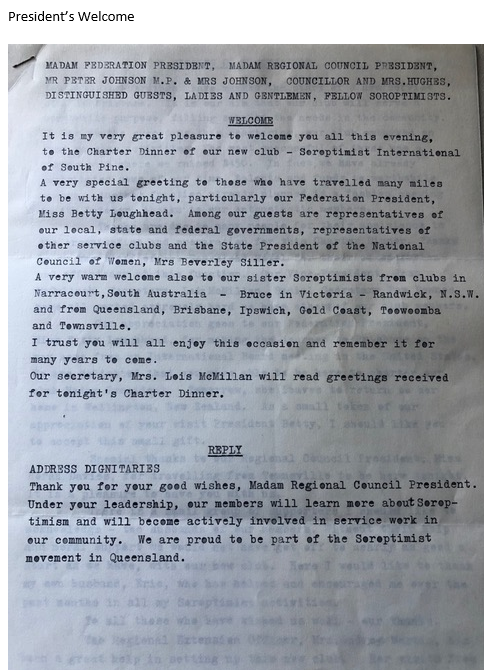 President's Welcome
MADAM FEDERATION PRESIDENT, MADAM REGIONAL COUNCIL PRESIDENT,
MR PETER JOHNSON M.P. & MRS JOHNSON, COUNCILLOR AND MRS.HUGHES,
DISTINGUISHED GUESTS, LADIES AND GENTLEMEN, FELLOW SOROPTIMISTS.
WELCOME
It is my very great pleasure to welcome you all this evening,
to the Charter Dinner of our new club - Soroptimist International
of South Pine.
A very special greeting to those who have travelled many miles
to be with us tonight, particularly our Federation President,
Miss Betty Loughhead. Among our guests are representatives of
our local, state and federal governments, representatives of
other service clubs and the State President of the National
Council of Women, Mrs Beverley Siller.
A very warm welcome also to our sister Soroptimists from clubs in
Narracourt,South Australia - Bruce in Victoria - Randwick, N.S.W.
and from Queensland, Brisbane, Ipswich, Gold Coast, Toowoomba
and Townsville.
I trust you will all enjoy this occasion and remember it for
many years to come.
Our secretary, Mrs. Lois McMillan will read greetings received
for tonight's Charter Dinner.
REPLY
ADDRESS DIGNITARIES
Thank you for your good wishes, Madam Regional Council President.
Under your leadership, our members will learn more about Sorop-
timism and will become actively involved in service work in
our community. We are proud to be part of the Soroptimist
movement in Queensland.